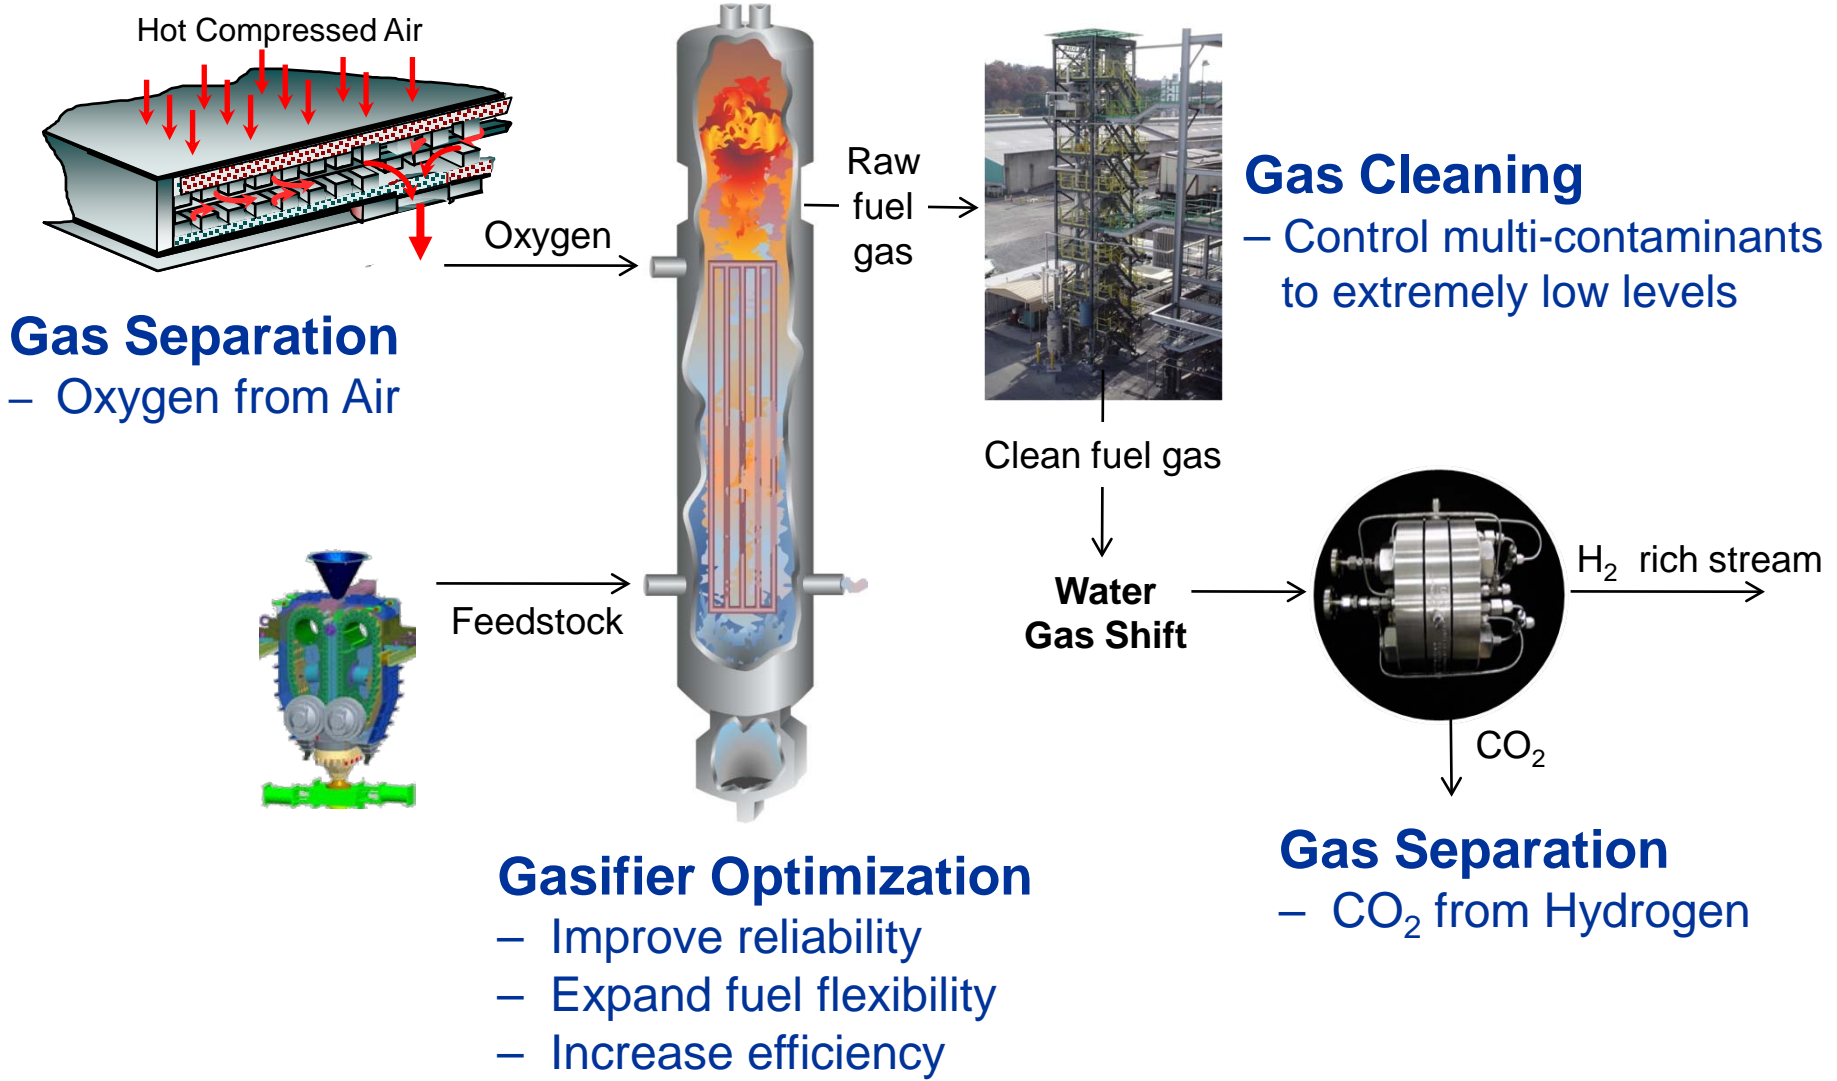 Hot Compressed Air
Oxygen
Gas Separation
– Oxygen from Air
Feedstock
Raw
fuel
gas
Gas Cleaning
– Control multi-contaminants
to extremely low levels
Clean fuel gas
Water
Gas Shift
H₂ rich stream
CO₂
Gas Separation
– CO₂ from Hydrogen
Gasifier Optimization
– Improve reliability
– Expand fuel flexibility
– Increase efficiency